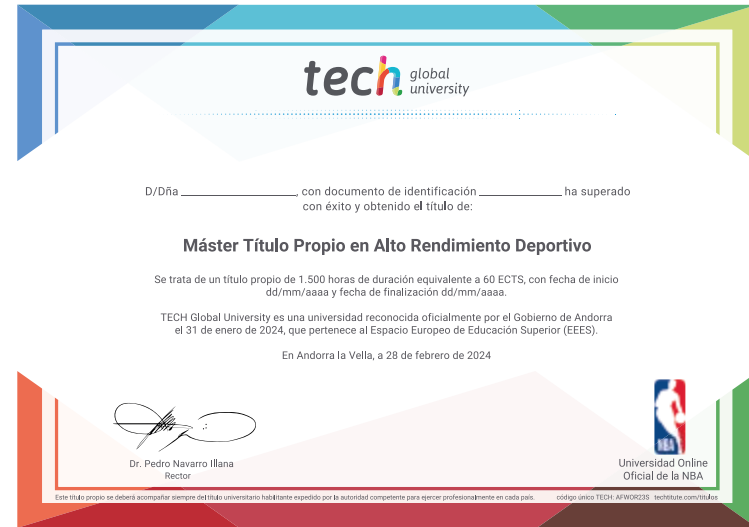 tech global
university
D/Dña ______________, con documento de identificación ____________ ha superado
con éxito y obtenido el título de:
Máster Título Propio en Alto Rendimiento Deportivo
Se trata de un título propio de 1.500 horas de duración equivalente a 60 ECTS, con fecha de inicio
dd/mm/aaaa y fecha de finalización dd/mm/aaaa.
TECH Global University es una universidad reconocida oficialmente por el Gobierno de Andorra
el 31 de enero de 2024, que pertenece al Espacio Europeo de Educación Superior (EEES).
En Andorra la Vella, a 28 de febrero de 2024
NBA
Dr. Pedro Navarro Illana
Rector
Universidad Online
Oficial de la NBA
Este título propio se deberá acompañar siempre del título universitario habilitante expedido por la autoridad competente para ejercer profesionalmente en cada país. código único TECH: AFWOR23S techtitute.com/titulos